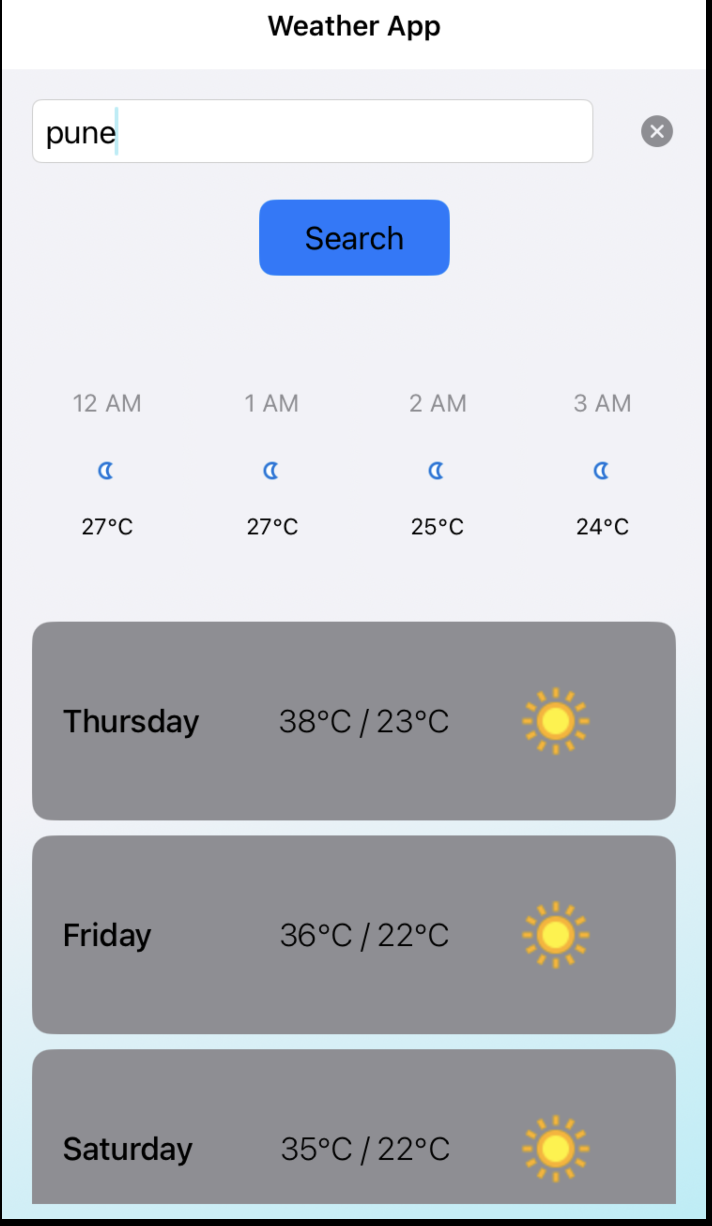 Weather App
pune
Search
12 AM 1 AM 2 AM 3 AM
27°C 27°C 25°C 24°C
Thursday 38°C / 23°C
Friday 36°C / 22°C
Saturday 35°C / 22°C